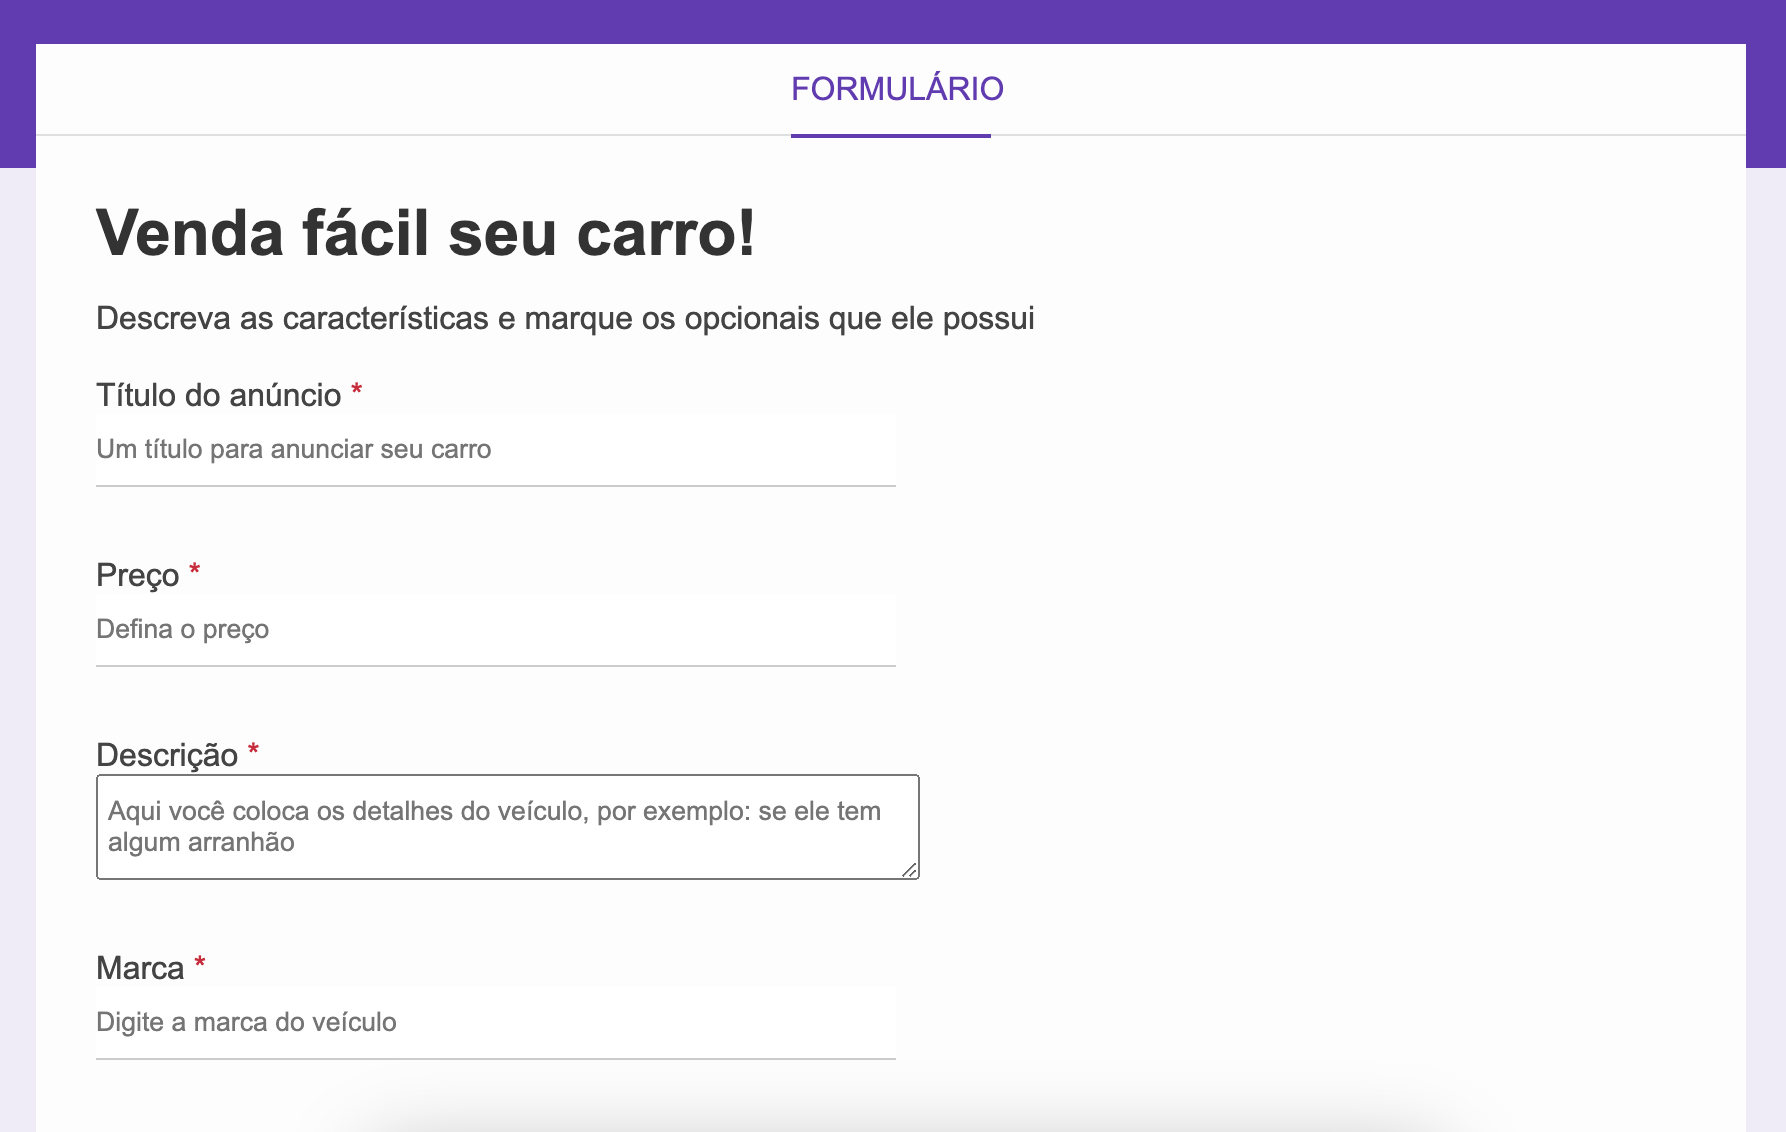 FORMULÁRIO
Venda fácil seu carro!
Descreva as características e marque os opcionais que ele possui
Título do anúncio *
Um título para anunciar seu carro
Preço *
Defina o preço
Descrição *
Aqui você coloca os detalhes do veículo, por exemplo: se ele tem
algum arranhão
Marca *
Digite a marca do veículo